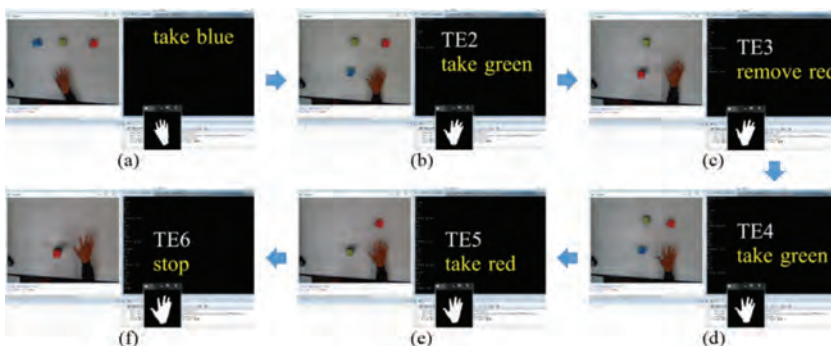 take blue
(a)
TE2
take green
(b)
TE3
remove red
(c)
TE6
stop
(f)
TE5
take red
(e)
TE4
take green
(d)